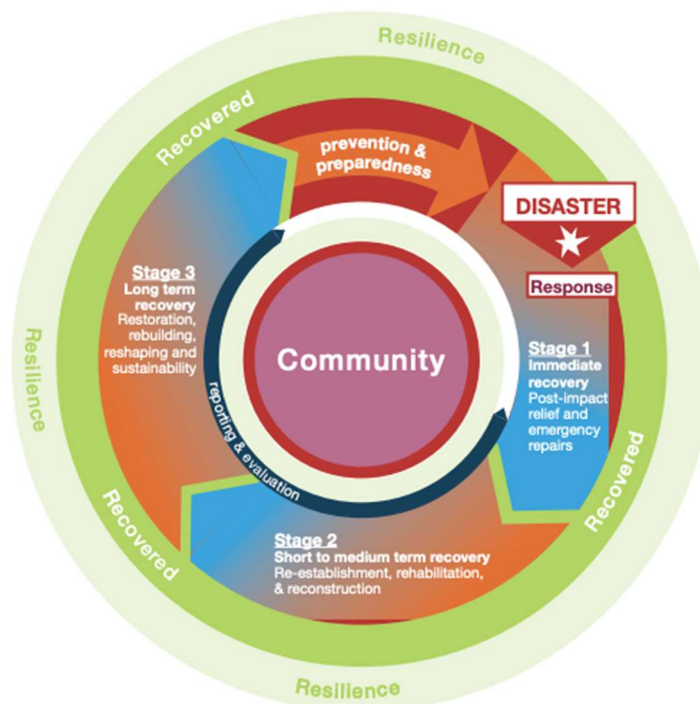 Resilience
Recovered
prevention &
preparedness
DISASTER
Response
Stage 1
Immediate
recovery
Post-impact
relief and
emergency
repairs
Recovered
Stage 2
Short to medium term recovery
Re-establishment, rehabilitation,
& reconstruction
Recovered
Stage 3
Long term
recovery
Restoration,
rebuilding,
reshaping and
sustainability
reporting & evaluation
Community
Resilience
Resilience